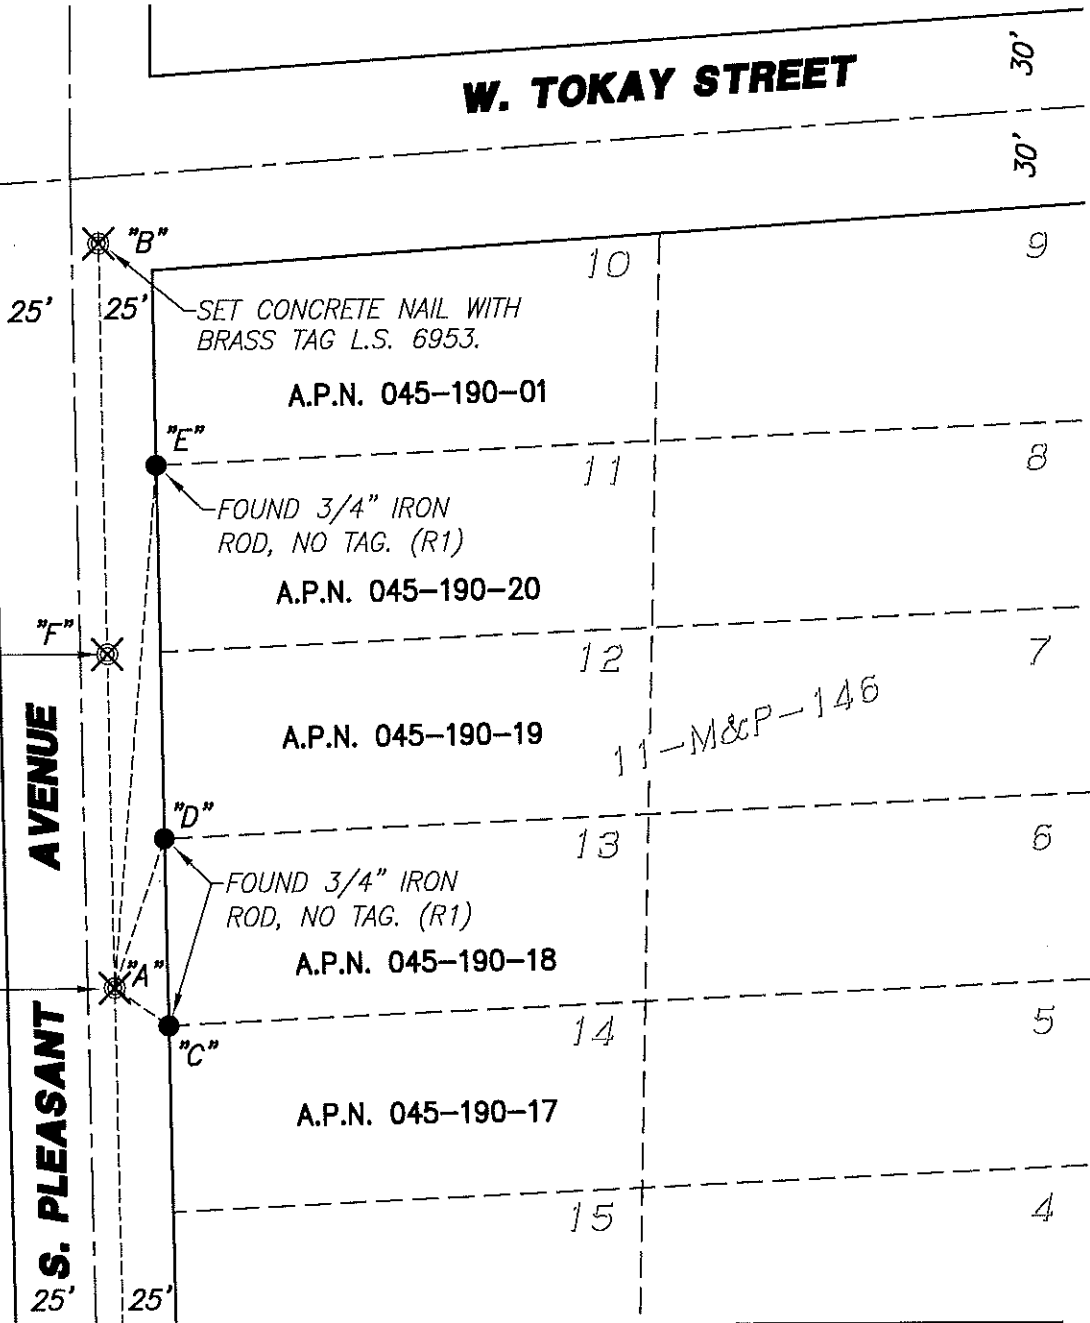 30'
W. TOKAY STREET
30'
"B"
10
9
25'
25'
SET CONCRETE NAIL WITH
BRASS TAG L.S. 6953.
A.P.N. 045-190-01
"E"
11
8
FOUND 3/4" IRON
ROD, NO TAG. (R1)
A.P.N. 045-190-20
"F"
12
7
A.P.N. 045-190-19
11-M&P-146
"D"
13
6
FOUND 3/4" IRON
ROD, NO TAG. (R1)
A.P.N. 045-190-18
"A"
"C"
14
5
S. PLEASANT AVENUE
A.P.N. 045-190-17
15
4
25'
25'